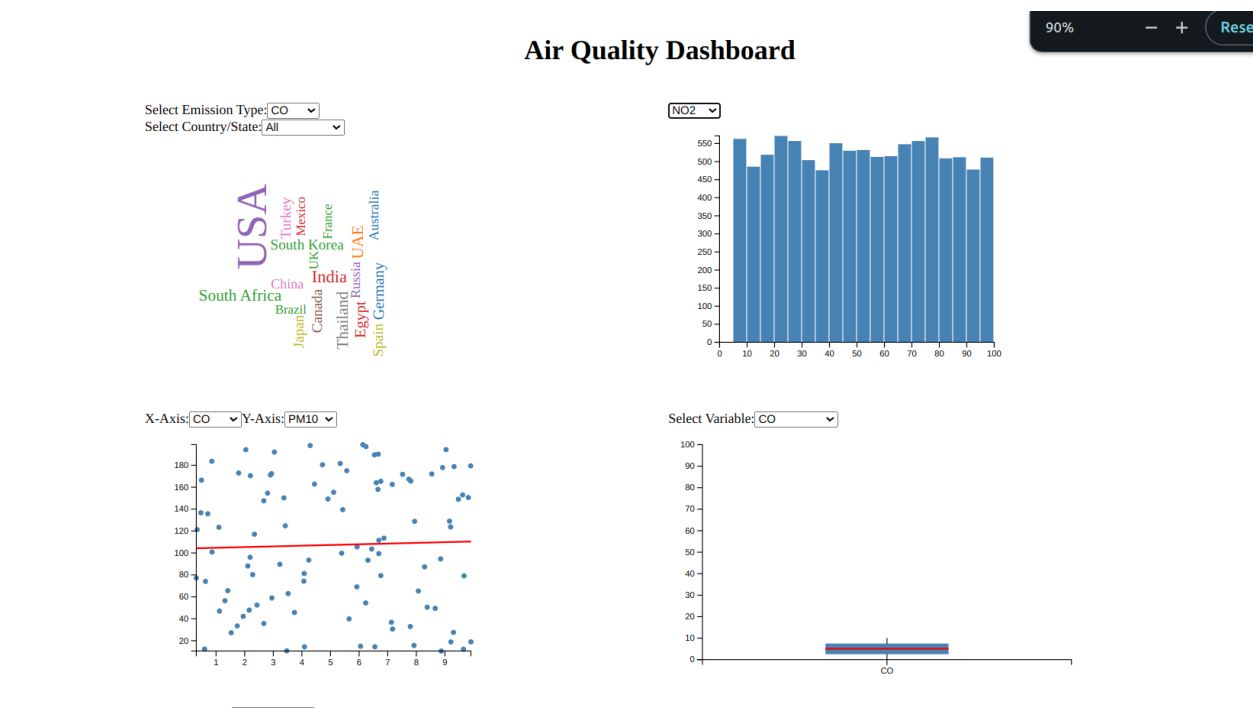 90% − + Rese
Air Quality Dashboard
Select Emission Type: CO
Select Country/State: All
USA
Turkey
Mexico
France
Australia
South Korea
UK
UAE
India
Russia
China
South Africa
Germany
Brazil
Canada
Thailand
Egypt
Japan
Spain
NO2
550
500
450
400
350
300
250
200
150
100
50
0
0 10 20 30 40 50 60 70 80 90 100
X-Axis: CO Y-Axis: PM10
180
160
140
120
100
80
60
40
20
1 2 3 4 5 6 7 8 9
Select Variable: CO
100
90
80
70
60
50
40
30
20
10
0
CO